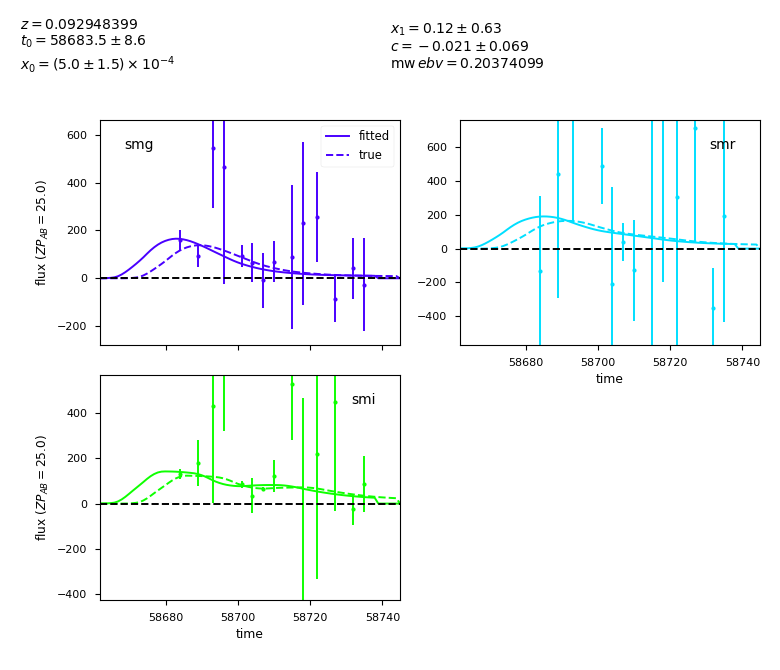 z = 0.092948399
t₀ = 58683.5 ± 8.6
x₀ = (5.0 ± 1.5) × 10⁻⁴
x₁ = 0.12 ± 0.63
c = −0.021 ± 0.069
mw ebv = 0.20374099
smg
fitted
true
600
400
200
0
−200
flux (ZP_AB = 25.0)
smr
600
400
200
0
−200
−400
58680 58700 58720 58740
time
smi
400
200
0
−200
−400
flux (ZP_AB = 25.0)
58680 58700 58720 58740
time